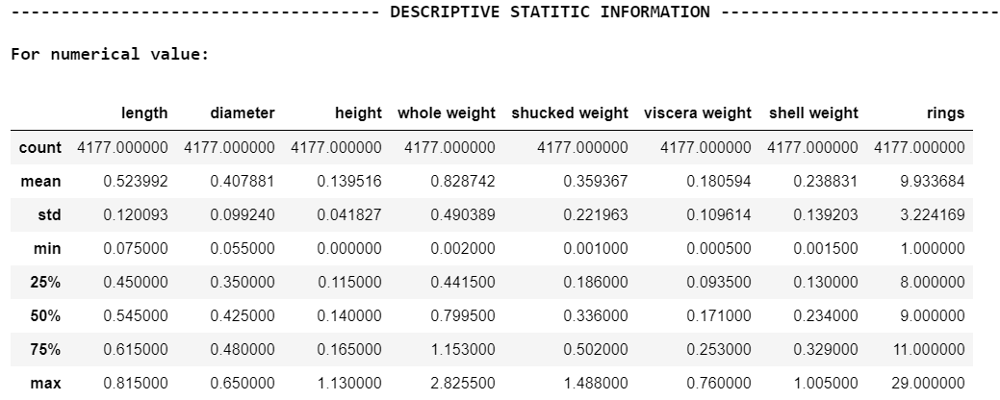 ------------------------------------- DESCRIPTIVE STATITIC INFORMATION ----------------------------
For numerical value:
length diameter height whole weight shucked weight viscera weight shell weight rings
count 4177.000000 4177.000000 4177.000000 4177.000000 4177.000000 4177.000000 4177.000000 4177.000000
mean 0.523992 0.407881 0.139516 0.828742 0.359367 0.180594 0.238831 9.933684
std 0.120093 0.099240 0.041827 0.490389 0.221963 0.109614 0.139203 3.224169
min 0.075000 0.055000 0.000000 0.002000 0.001000 0.000500 0.001500 1.000000
25% 0.450000 0.350000 0.115000 0.441500 0.186000 0.093500 0.130000 8.000000
50% 0.545000 0.425000 0.140000 0.799500 0.336000 0.171000 0.234000 9.000000
75% 0.615000 0.480000 0.165000 1.153000 0.502000 0.253000 0.329000 11.000000
max 0.815000 0.650000 1.130000 2.825500 1.488000 0.760000 1.005000 29.000000